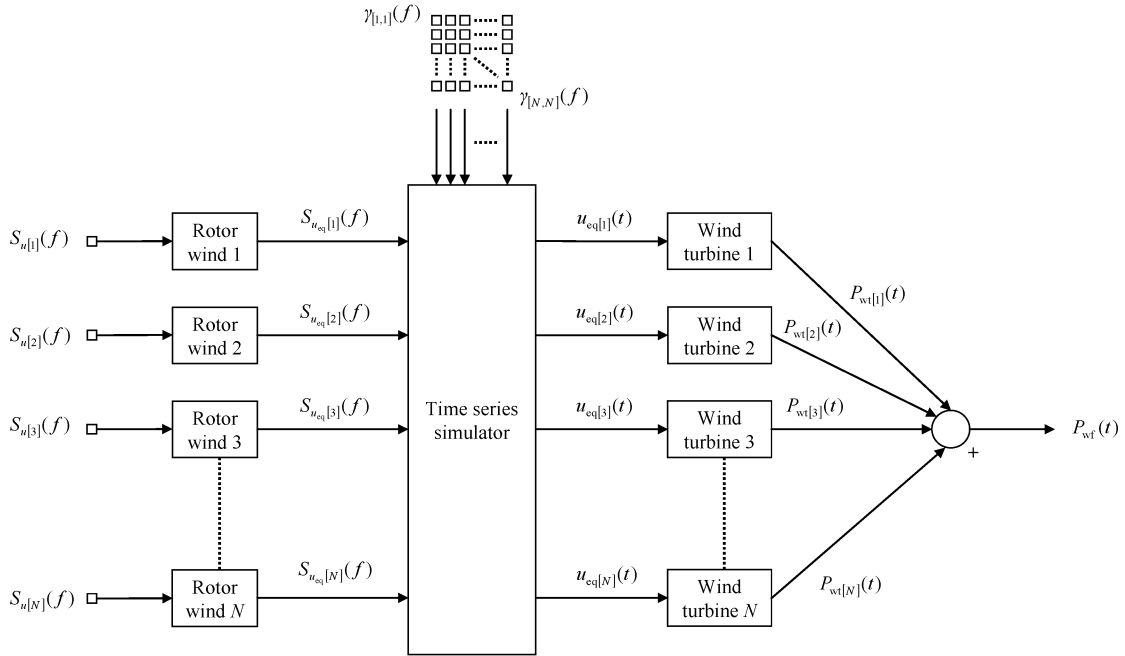 γ[1,1](f)
γ[N,N](f)
Su[1](f)
Rotor
wind 1
Sueq[1](f)
ueq[1](t)
Wind
turbine 1
Pwt[1](t)
Su[2](f)
Rotor
wind 2
Sueq[2](f)
ueq[2](t)
Wind
turbine 2
Pwt[2](t)
Su[3](f)
Rotor
wind 3
Sueq[3](f)
Time series
simulator
ueq[3](t)
Wind
turbine 3
Pwt[3](t)
+
Pwf(t)
Su[N](f)
Rotor
wind N
Sueq[N](f)
ueq[N](t)
Wind
turbine N
Pwt[N](t)